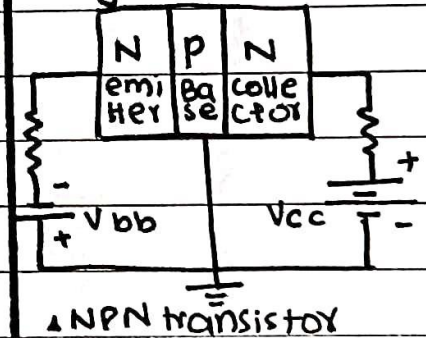 N P N
emi Ba colle
tter se ctor
-
+
Vbb
Vcc
+
-
NPN transistor